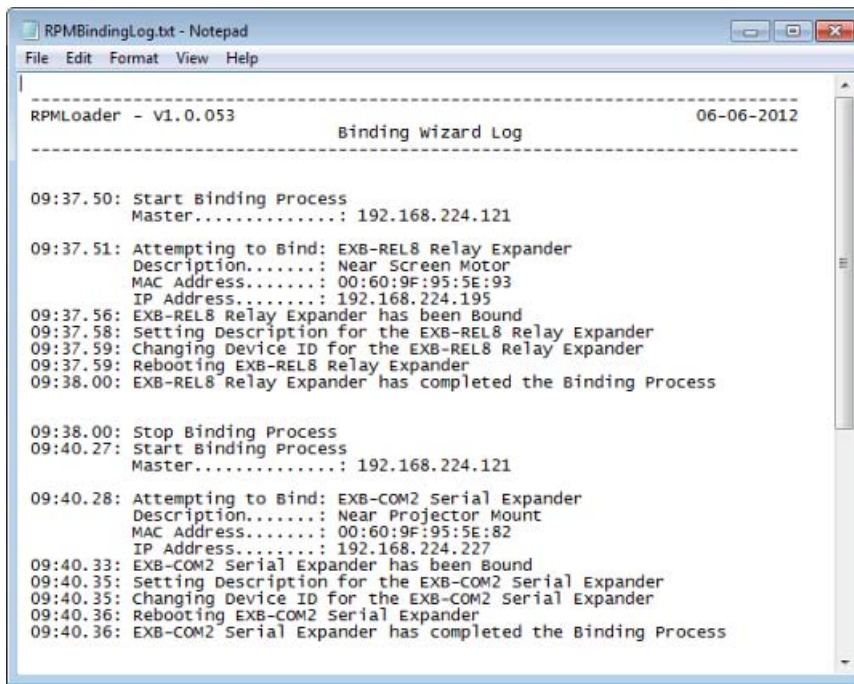 RPMBindingLog.txt - Notepad
File Edit Format View Help
--------------------------------------------------------------------------------
RPMLoader - V1.0.053 06-06-2012
Binding Wizard Log
--------------------------------------------------------------------------------
09:37.50: Start Binding Process
Master..............: 192.168.224.121
09:37.51: Attempting to Bind: EXB-REL8 Relay Expander
Description.......: Near Screen Motor
MAC Address.......: 00:60:9F:95:5E:93
IP Address........: 192.168.224.195
09:37.56: EXB-REL8 Relay Expander has been Bound
09:37.58: Setting Description for the EXB-REL8 Relay Expander
09:37.59: Changing Device ID for the EXB-REL8 Relay Expander
09:37.59: Rebooting EXB-REL8 Relay Expander
09:38.00: EXB-REL8 Relay Expander has completed the Binding Process
09:38.00: Stop Binding Process
09:40.27: Start Binding Process
Master..............: 192.168.224.121
09:40.28: Attempting to Bind: EXB-COM2 Serial Expander
Description.......: Near Projector Mount
MAC Address.......: 00:60:9F:95:5E:82
IP Address........: 192.168.224.227
09:40.33: EXB-COM2 Serial Expander has been Bound
09:40.35: Setting Description for the EXB-COM2 Serial Expander
09:40.35: Changing Device ID for the EXB-COM2 Serial Expander
09:40.36: Rebooting EXB-COM2 Serial Expander
09:40.36: EXB-COM2 Serial Expander has completed the Binding Process